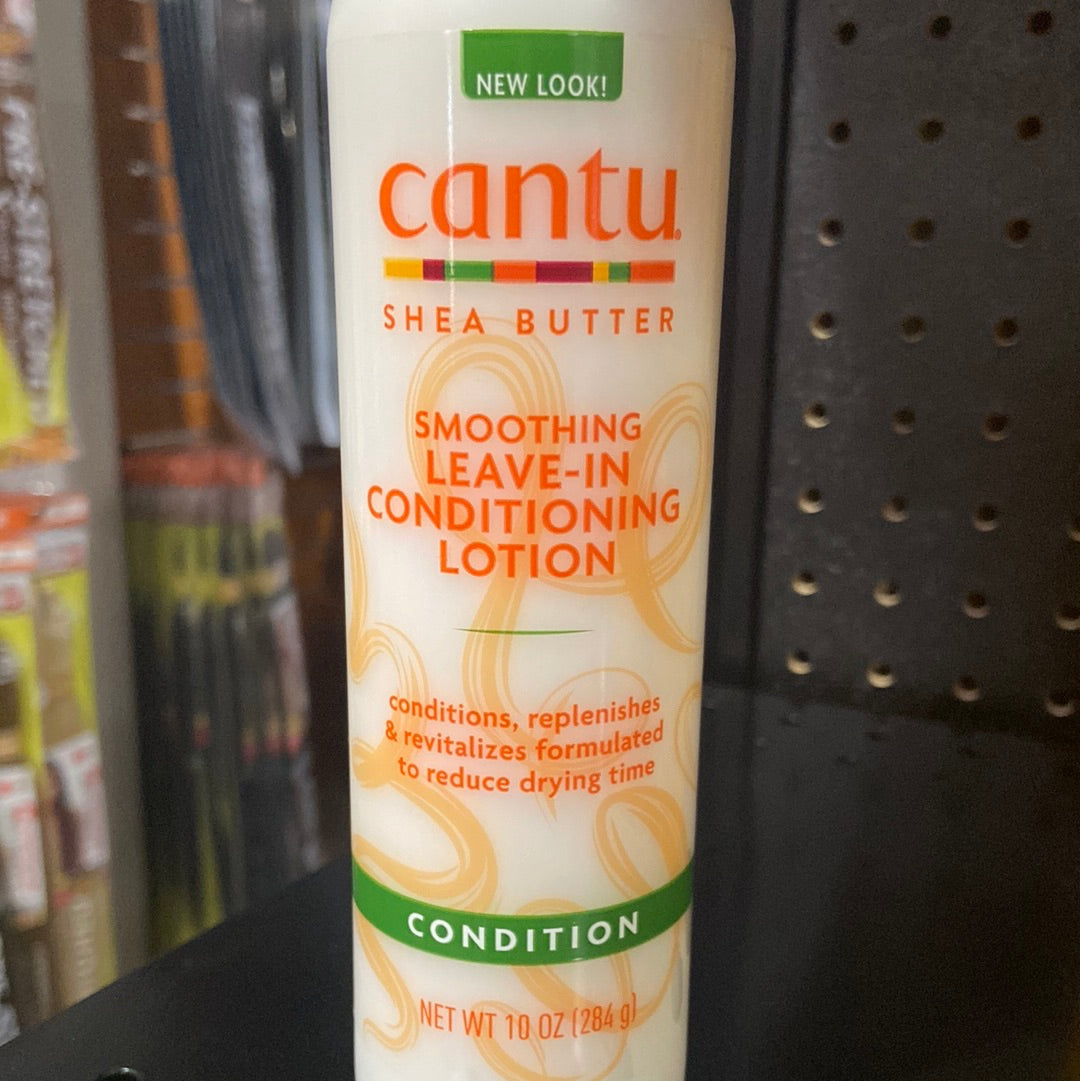 NEW LOOK!
cantu
SHEA BUTTER
SMOOTHING
LEAVE-IN
CONDITIONING
LOTION
conditions, replenishes
& revitalizes formulated
to reduce drying time
CONDITION
NET WT 10 OZ (284 g)